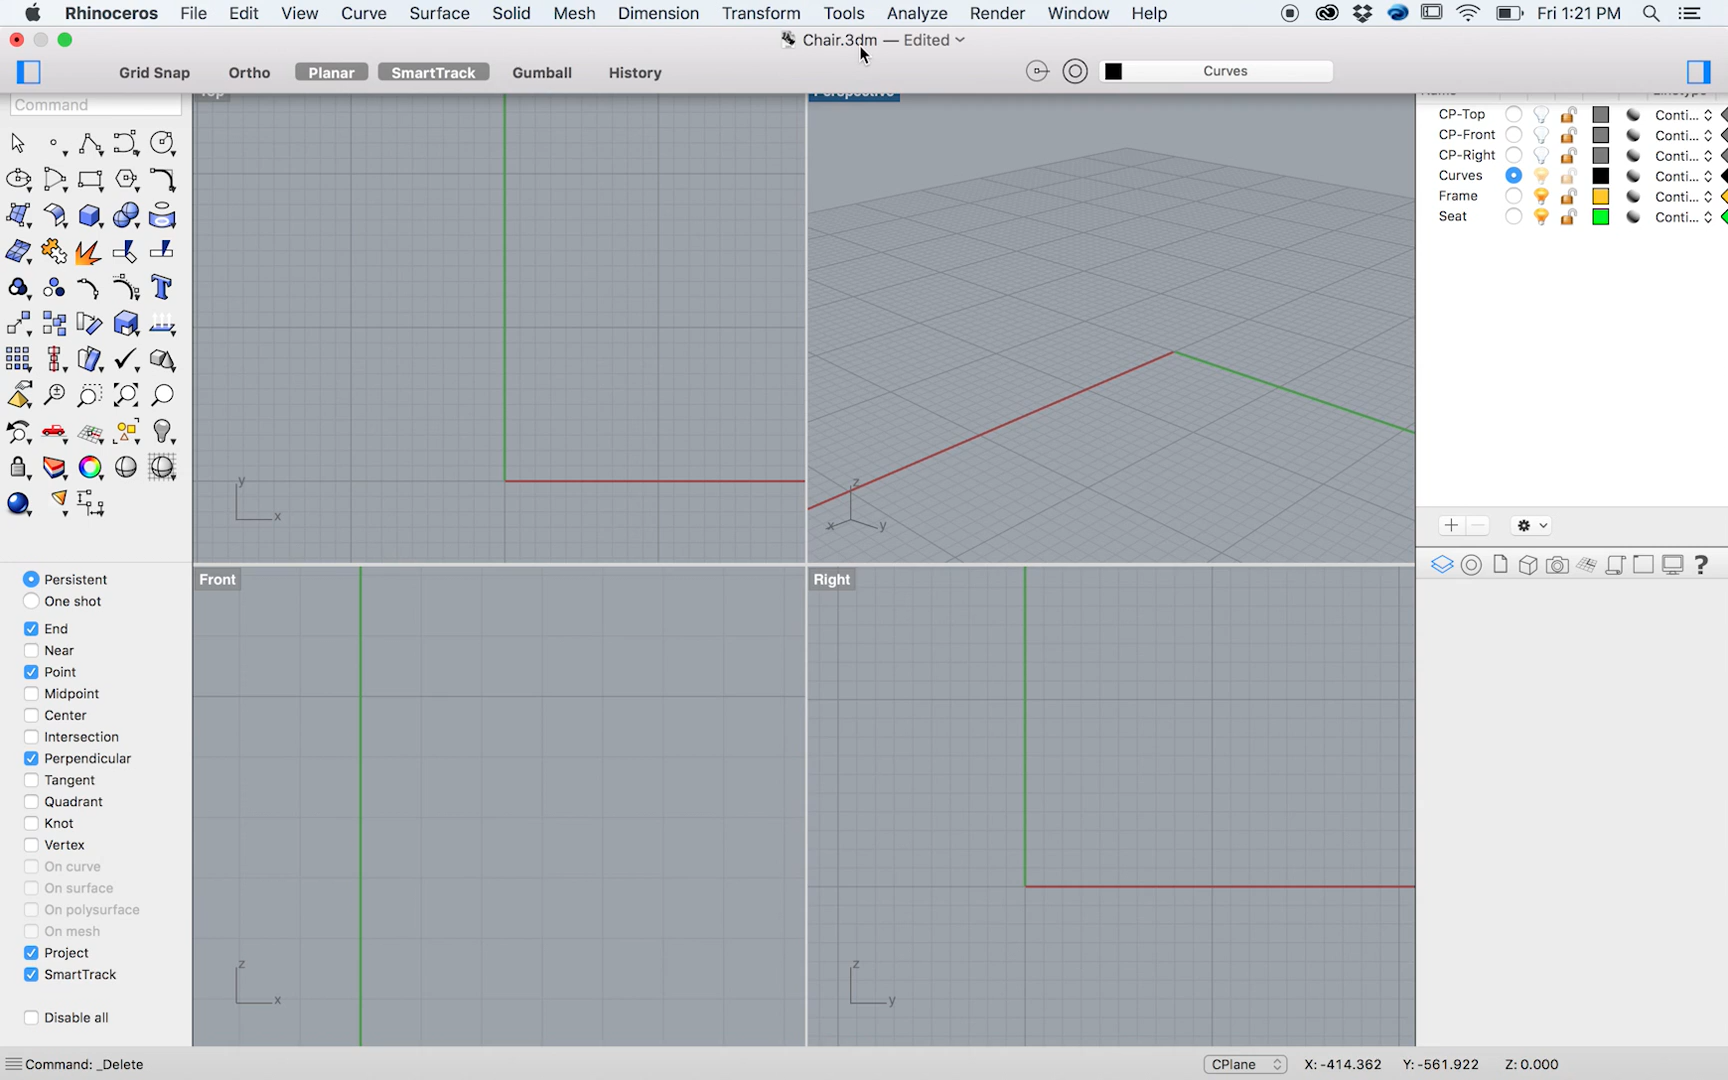 Rhinoceros File Edit View Curve Surface Solid Mesh Dimension Transform Tools Analyze Render Window Help Fri 1:21 PM
Chair.3dm — Edited
Grid Snap Ortho Planar SmartTrack Gumball History Curves
Command
Top
Perspective
CP-Top Conti...
CP-Front Conti...
CP-Right Conti...
Curves Conti...
Frame Conti...
Seat Conti...
y
x
z
x
y
Persistent
One shot
End
Near
Point
Midpoint
Center
Intersection
Perpendicular
Tangent
Quadrant
Knot
Vertex
On curve
On surface
On polysurface
On mesh
Project
SmartTrack
Disable all
Front
z
x
Right
z
y
Command: _Delete
CPlane X: -414.362 Y: -561.922 Z: 0.000